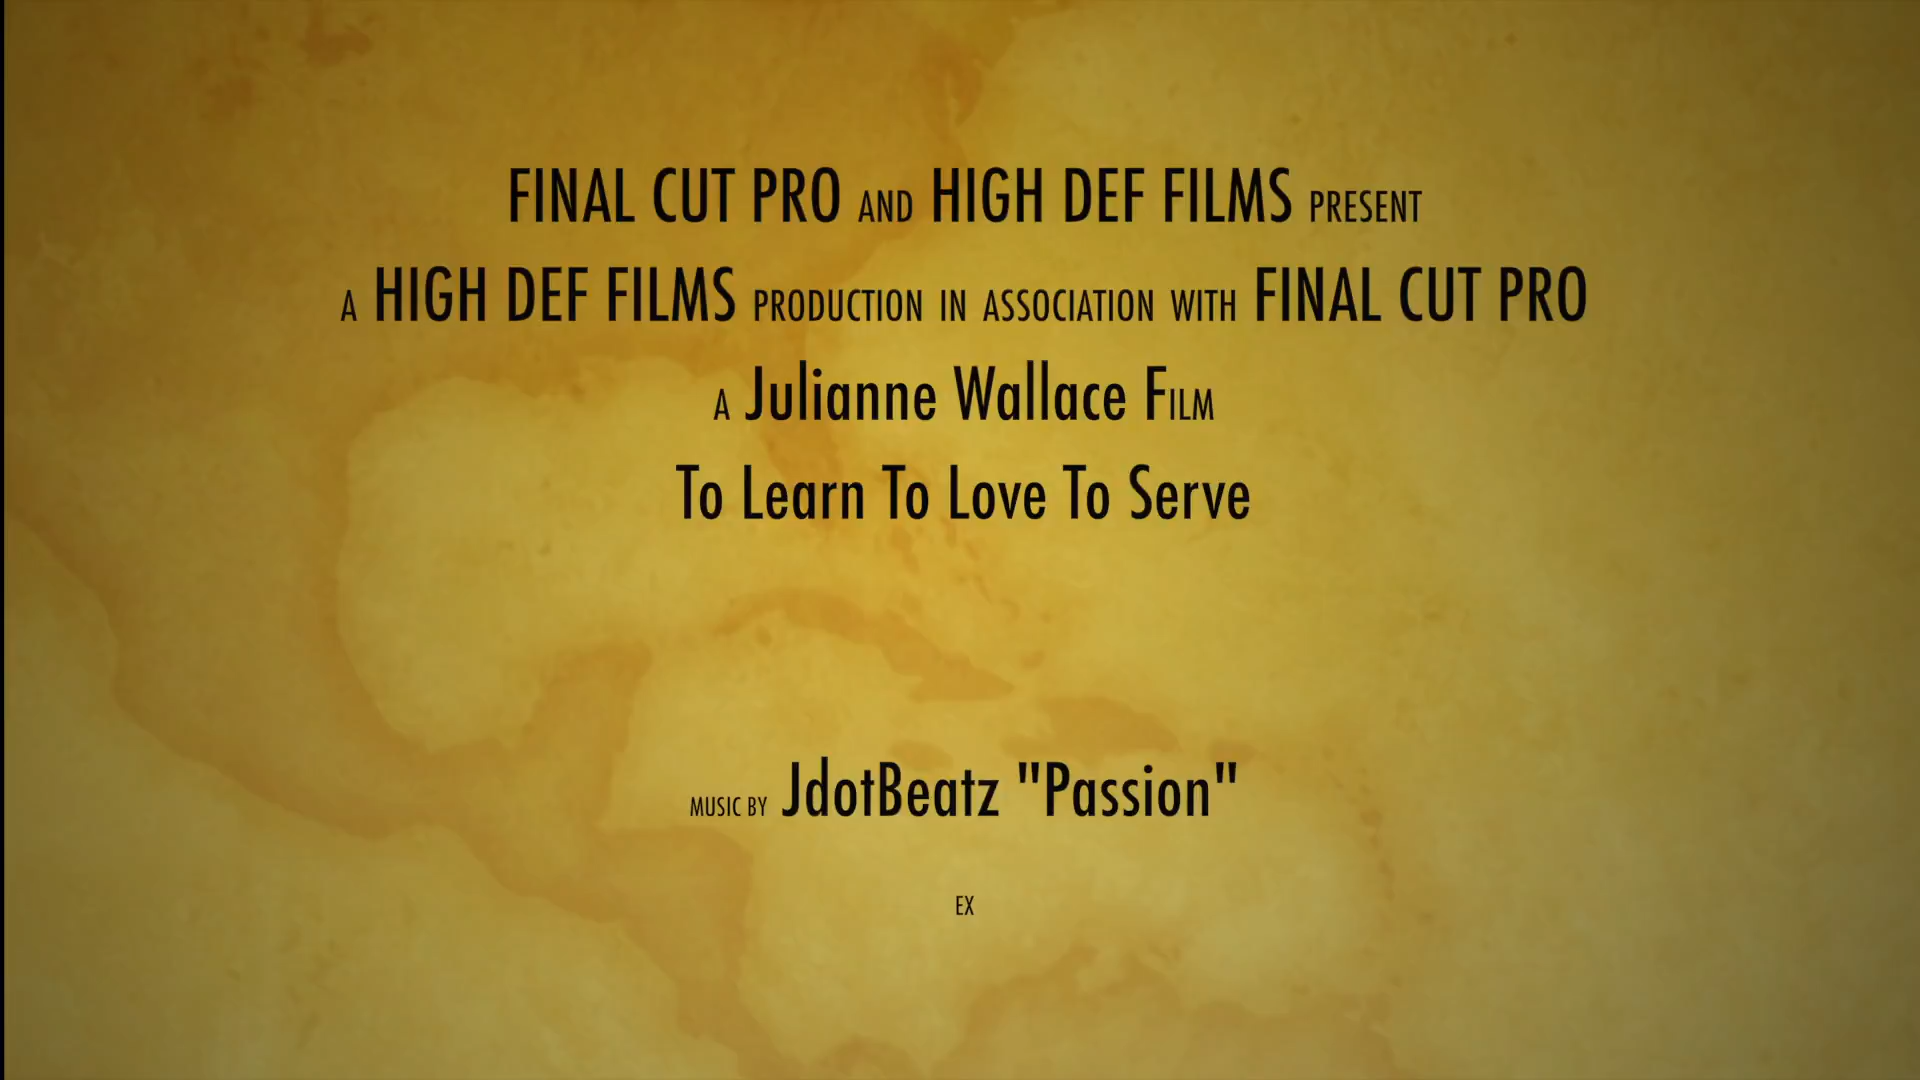 FINAL CUT PRO AND HIGH DEF FILMS PRESENT
A HIGH DEF FILMS PRODUCTION IN ASSOCIATION WITH FINAL CUT PRO
A Julianne Wallace FILM
To Learn To Love To Serve
MUSIC BY JdotBeatz "Passion"
EX